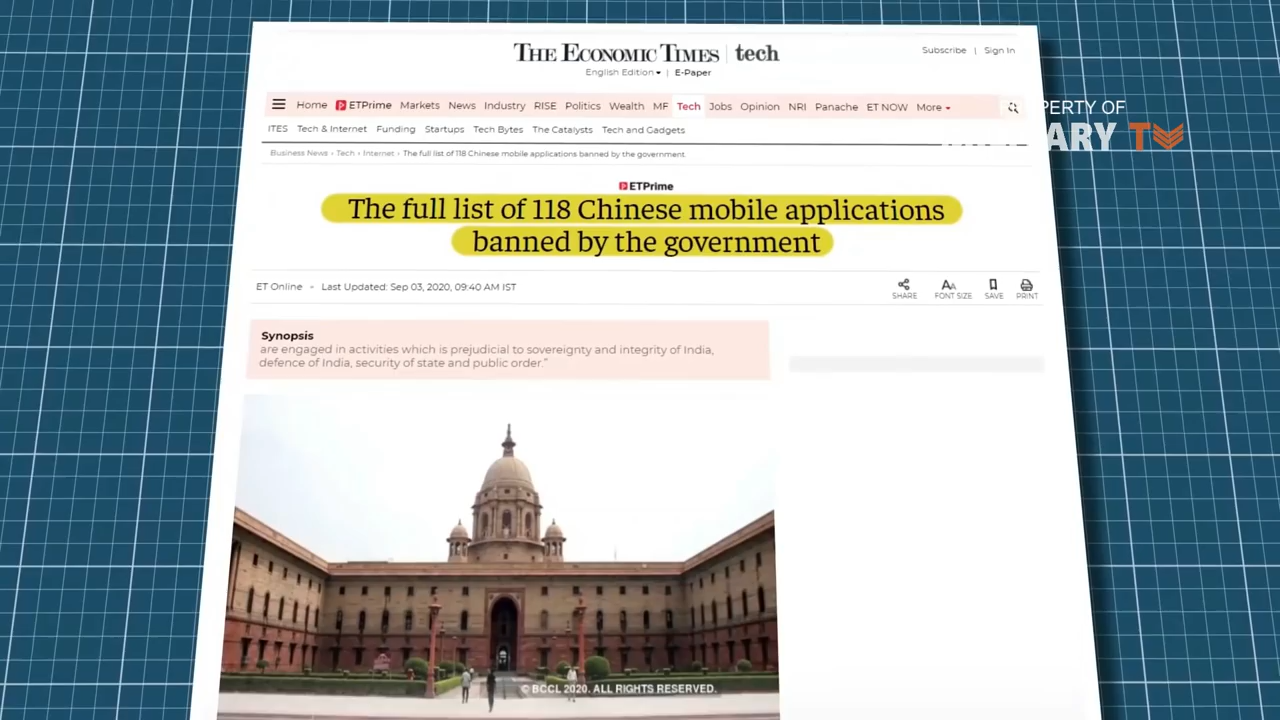 THE ECONOMIC TIMES | tech
Subscribe | Sign In
English Edition | E-Paper
Home ETPrime Markets News Industry RISE Politics Wealth MF Tech Jobs Opinion NRI Panache ET NOW More
PERTY OF
ARY T
ITES Tech & Internet Funding Startups Tech Bytes The Catalysts Tech and Gadgets
Business News › Tech › Internet › The full list of 118 Chinese mobile applications banned by the government
ETPrime
The full list of 118 Chinese mobile applications
banned by the government
ET Online • Last Updated: Sep 03, 2020, 09:40 AM IST
SHARE FONT SIZE SAVE PRINT
Synopsis
are engaged in activities which is prejudicial to sovereignty and integrity of India,
defence of India, security of state and public order."
© BCCL 2020. ALL RIGHTS RESERVED.